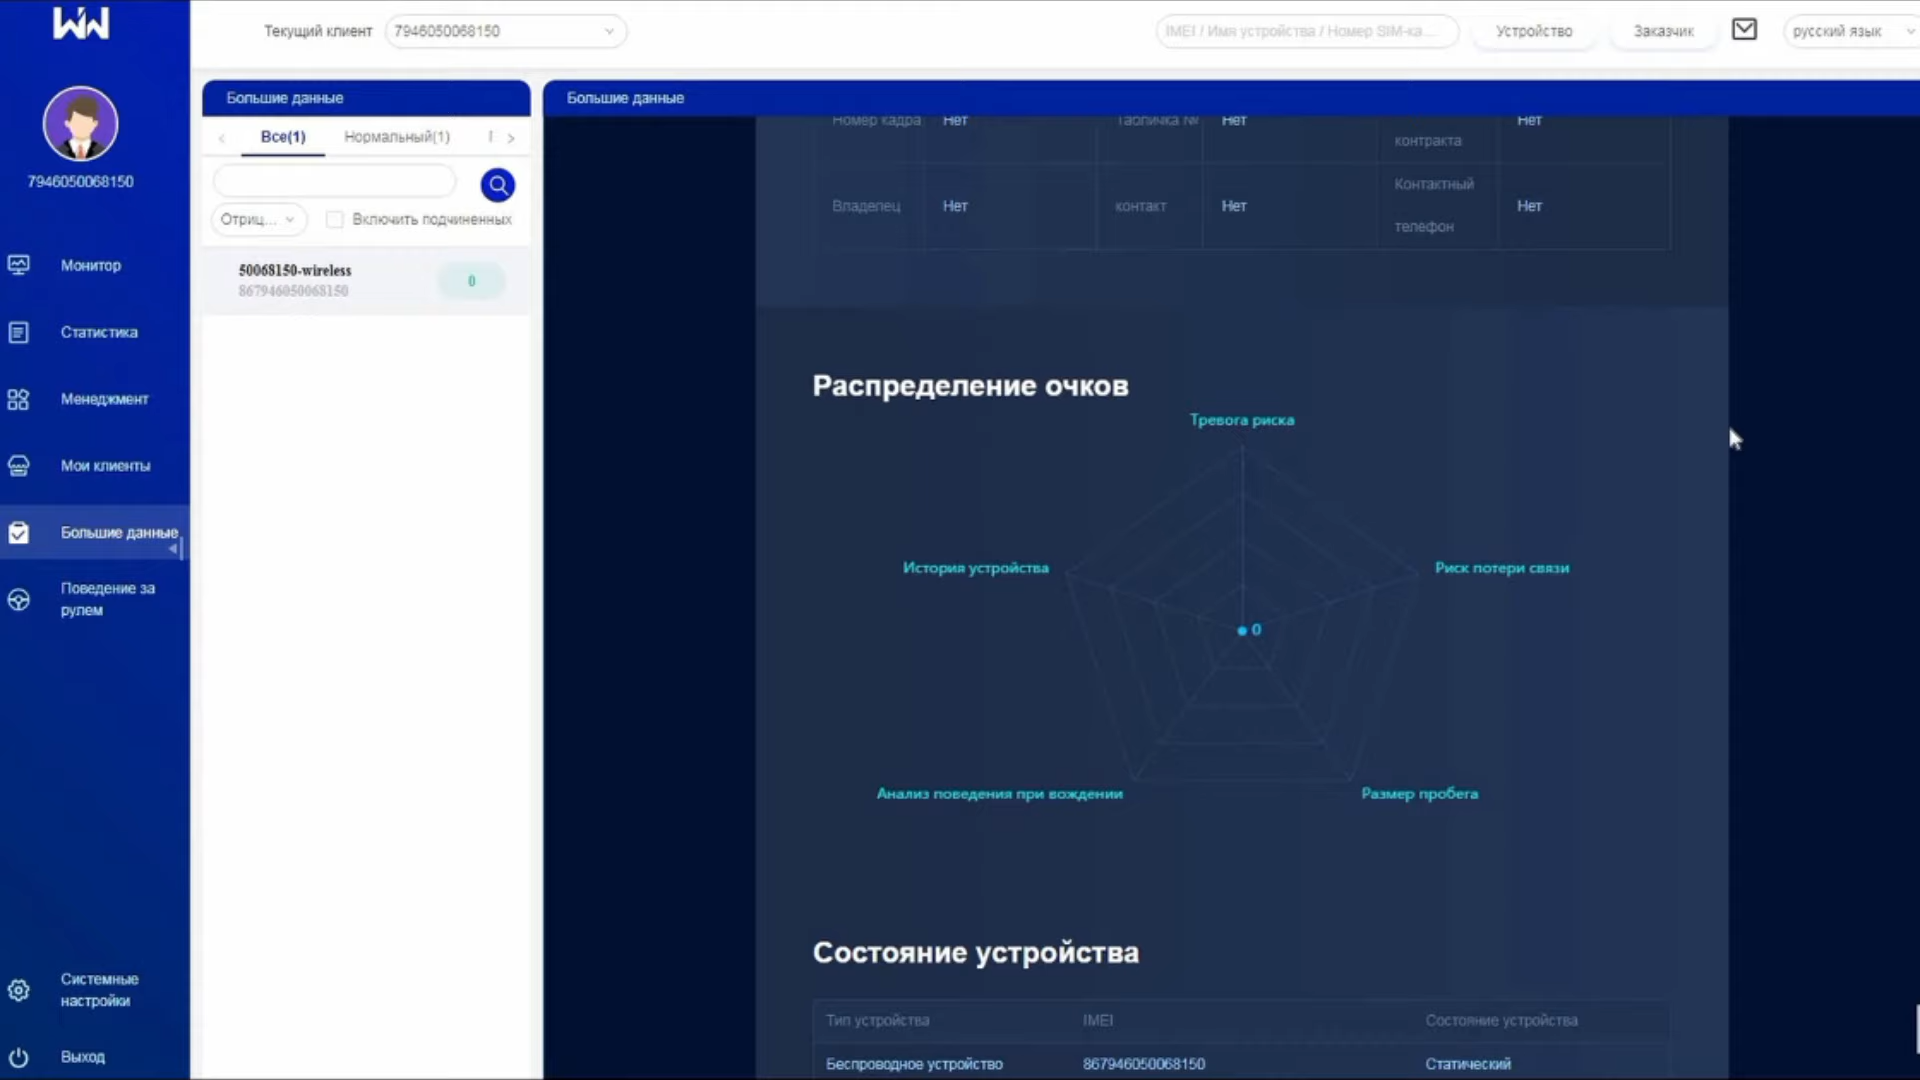 Текущий клиент
7946050068150
IMEI / Имя устройства / Номер SIM-ка...
Устройство
Заказчик
русский язык
7946050068150
Монитор
Статистика
Менеджмент
Мои клиенты
Большие данные
Поведение за
рулем
Системные
настройки
Выход
Большие данные
Все(1)
Нормальный(1)
Отриц...
Включить подчиненных
50068150-wireless
867946050068150
0
Большие данные
Номер кадра
Нет
Табличка №
Нет
контракта
Нет
Владелец
Нет
контакт
Нет
Контактный
телефон
Нет
Распределение очков
Тревога риска
История устройства
Риск потери связи
0
Анализ поведения при вождении
Размер пробега
Состояние устройства
Тип устройства
IMEI
Состояние устройства
Беспроводное устройство
867946050068150
Статический